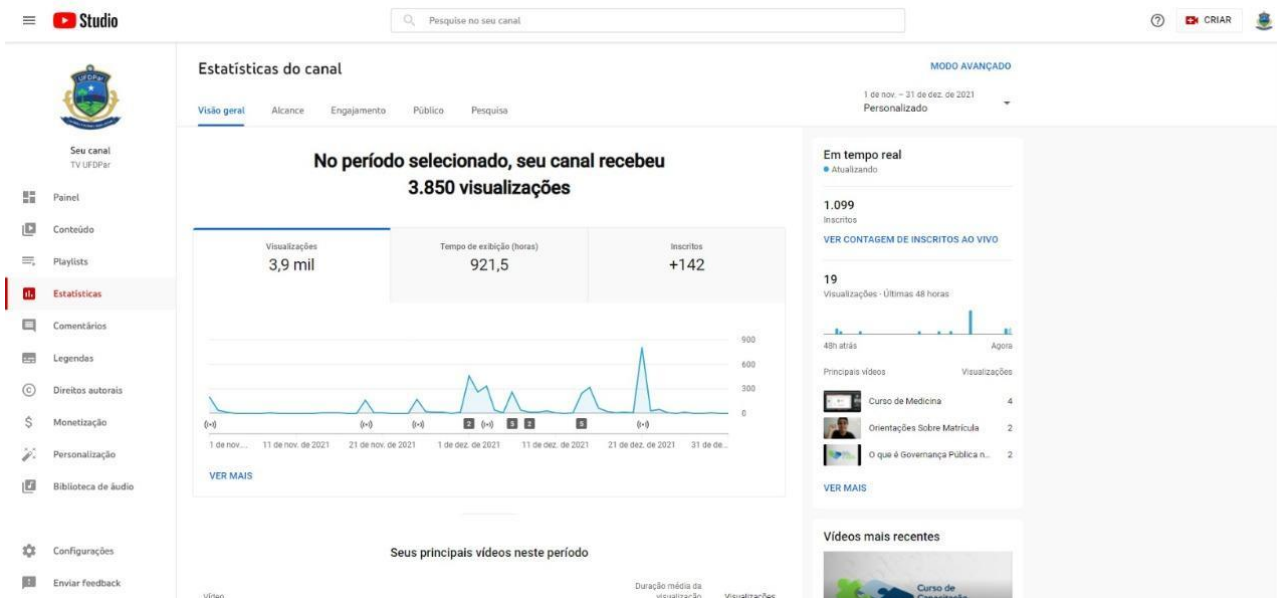 Studio
Pesquise no seu canal
CRIAR
UFDPar
Seu canal
TV UFDPar
Painel
Conteúdo
Playlists
Estatísticas
Comentários
Legendas
Direitos autorais
Monetização
Personalização
Biblioteca de áudio
Configurações
Enviar feedback
Estatísticas do canal
MODO AVANÇADO
Visão geral
Alcance
Engajamento
Público
Pesquisa
1 de nov. – 31 de dez. de 2021
Personalizado
No período selecionado, seu canal recebeu
3.850 visualizações
Visualizações
3,9 mil
Tempo de exibição (horas)
921,5
Inscritos
+142
900
600
300
0
2
5
2
5
1 de nov....
11 de nov. de 2021
21 de nov. de 2021
1 de dez. de 2021
11 de dez. de 2021
21 de dez. de 2021
31 de de...
VER MAIS
Seus principais vídeos neste período
Vídeo
Duração média da
visualização
Visualizações
Em tempo real
Atualizando
1.099
Inscritos
VER CONTAGEM DE INSCRITOS AO VIVO
19
Visualizações · Últimas 48 horas
48h atrás
Agora
Principais vídeos
Visualizações
Curso de Medicina
4
Orientações Sobre Matrícula
2
O que é Governança Pública n...
2
VER MAIS
Vídeos mais recentes
Curso de
Capacitação